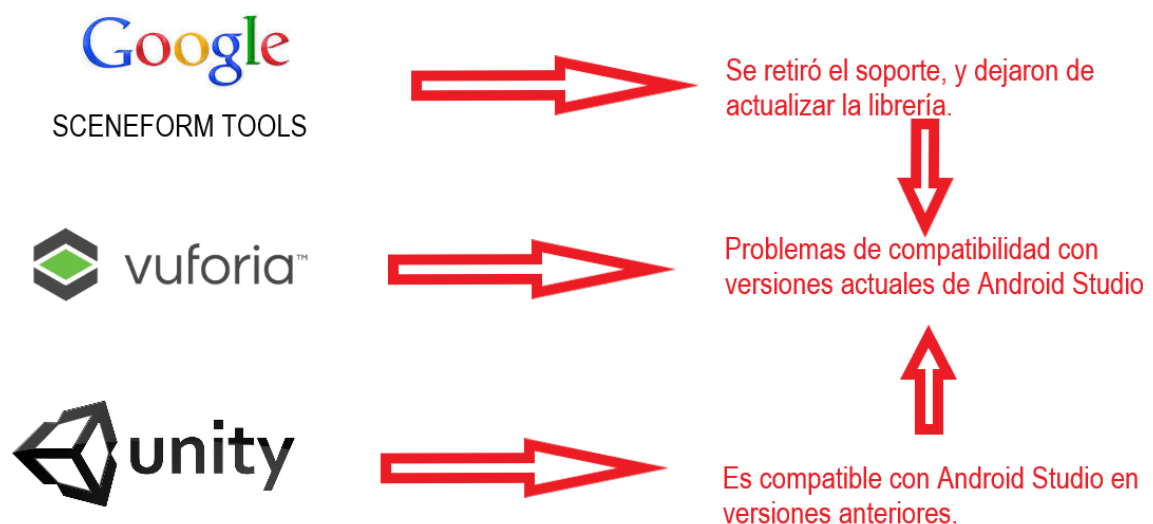 Google
SCENEFORM TOOLS
Se retiró el soporte, y dejaron de
actualizar la librería.
vuforia™
Problemas de compatibilidad con
versiones actuales de Android Studio
unity
Es compatible con Android Studio en
versiones anteriores.